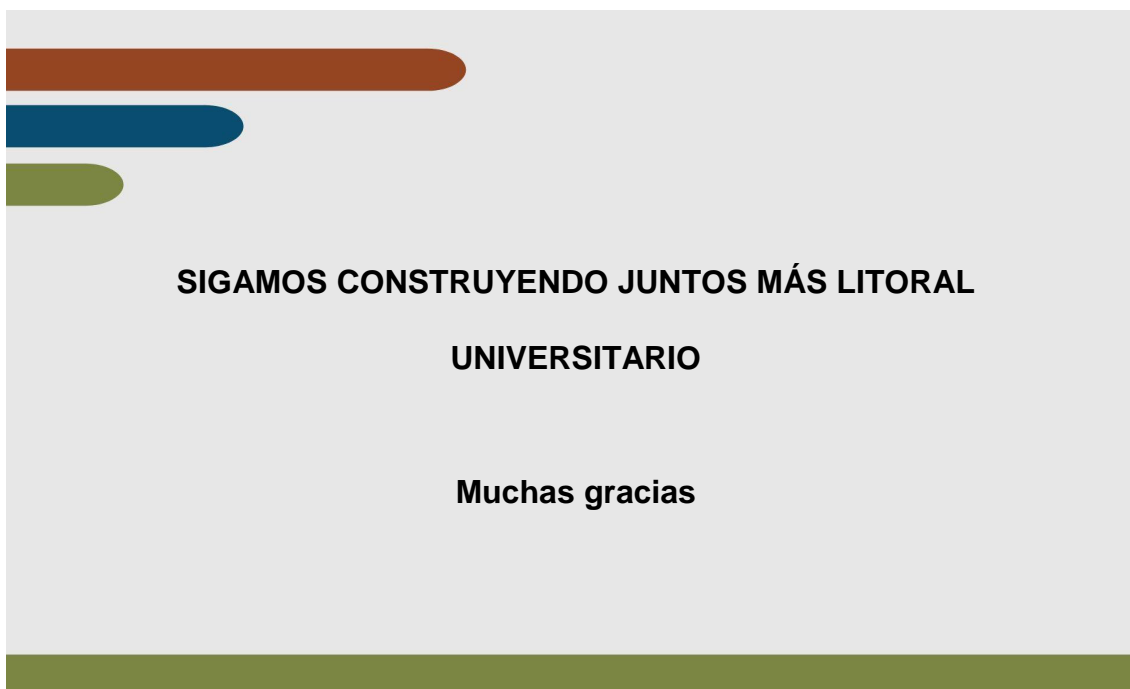 SIGAMOS CONSTRUYENDO JUNTOS MÁS LITORAL
UNIVERSITARIO
Muchas gracias